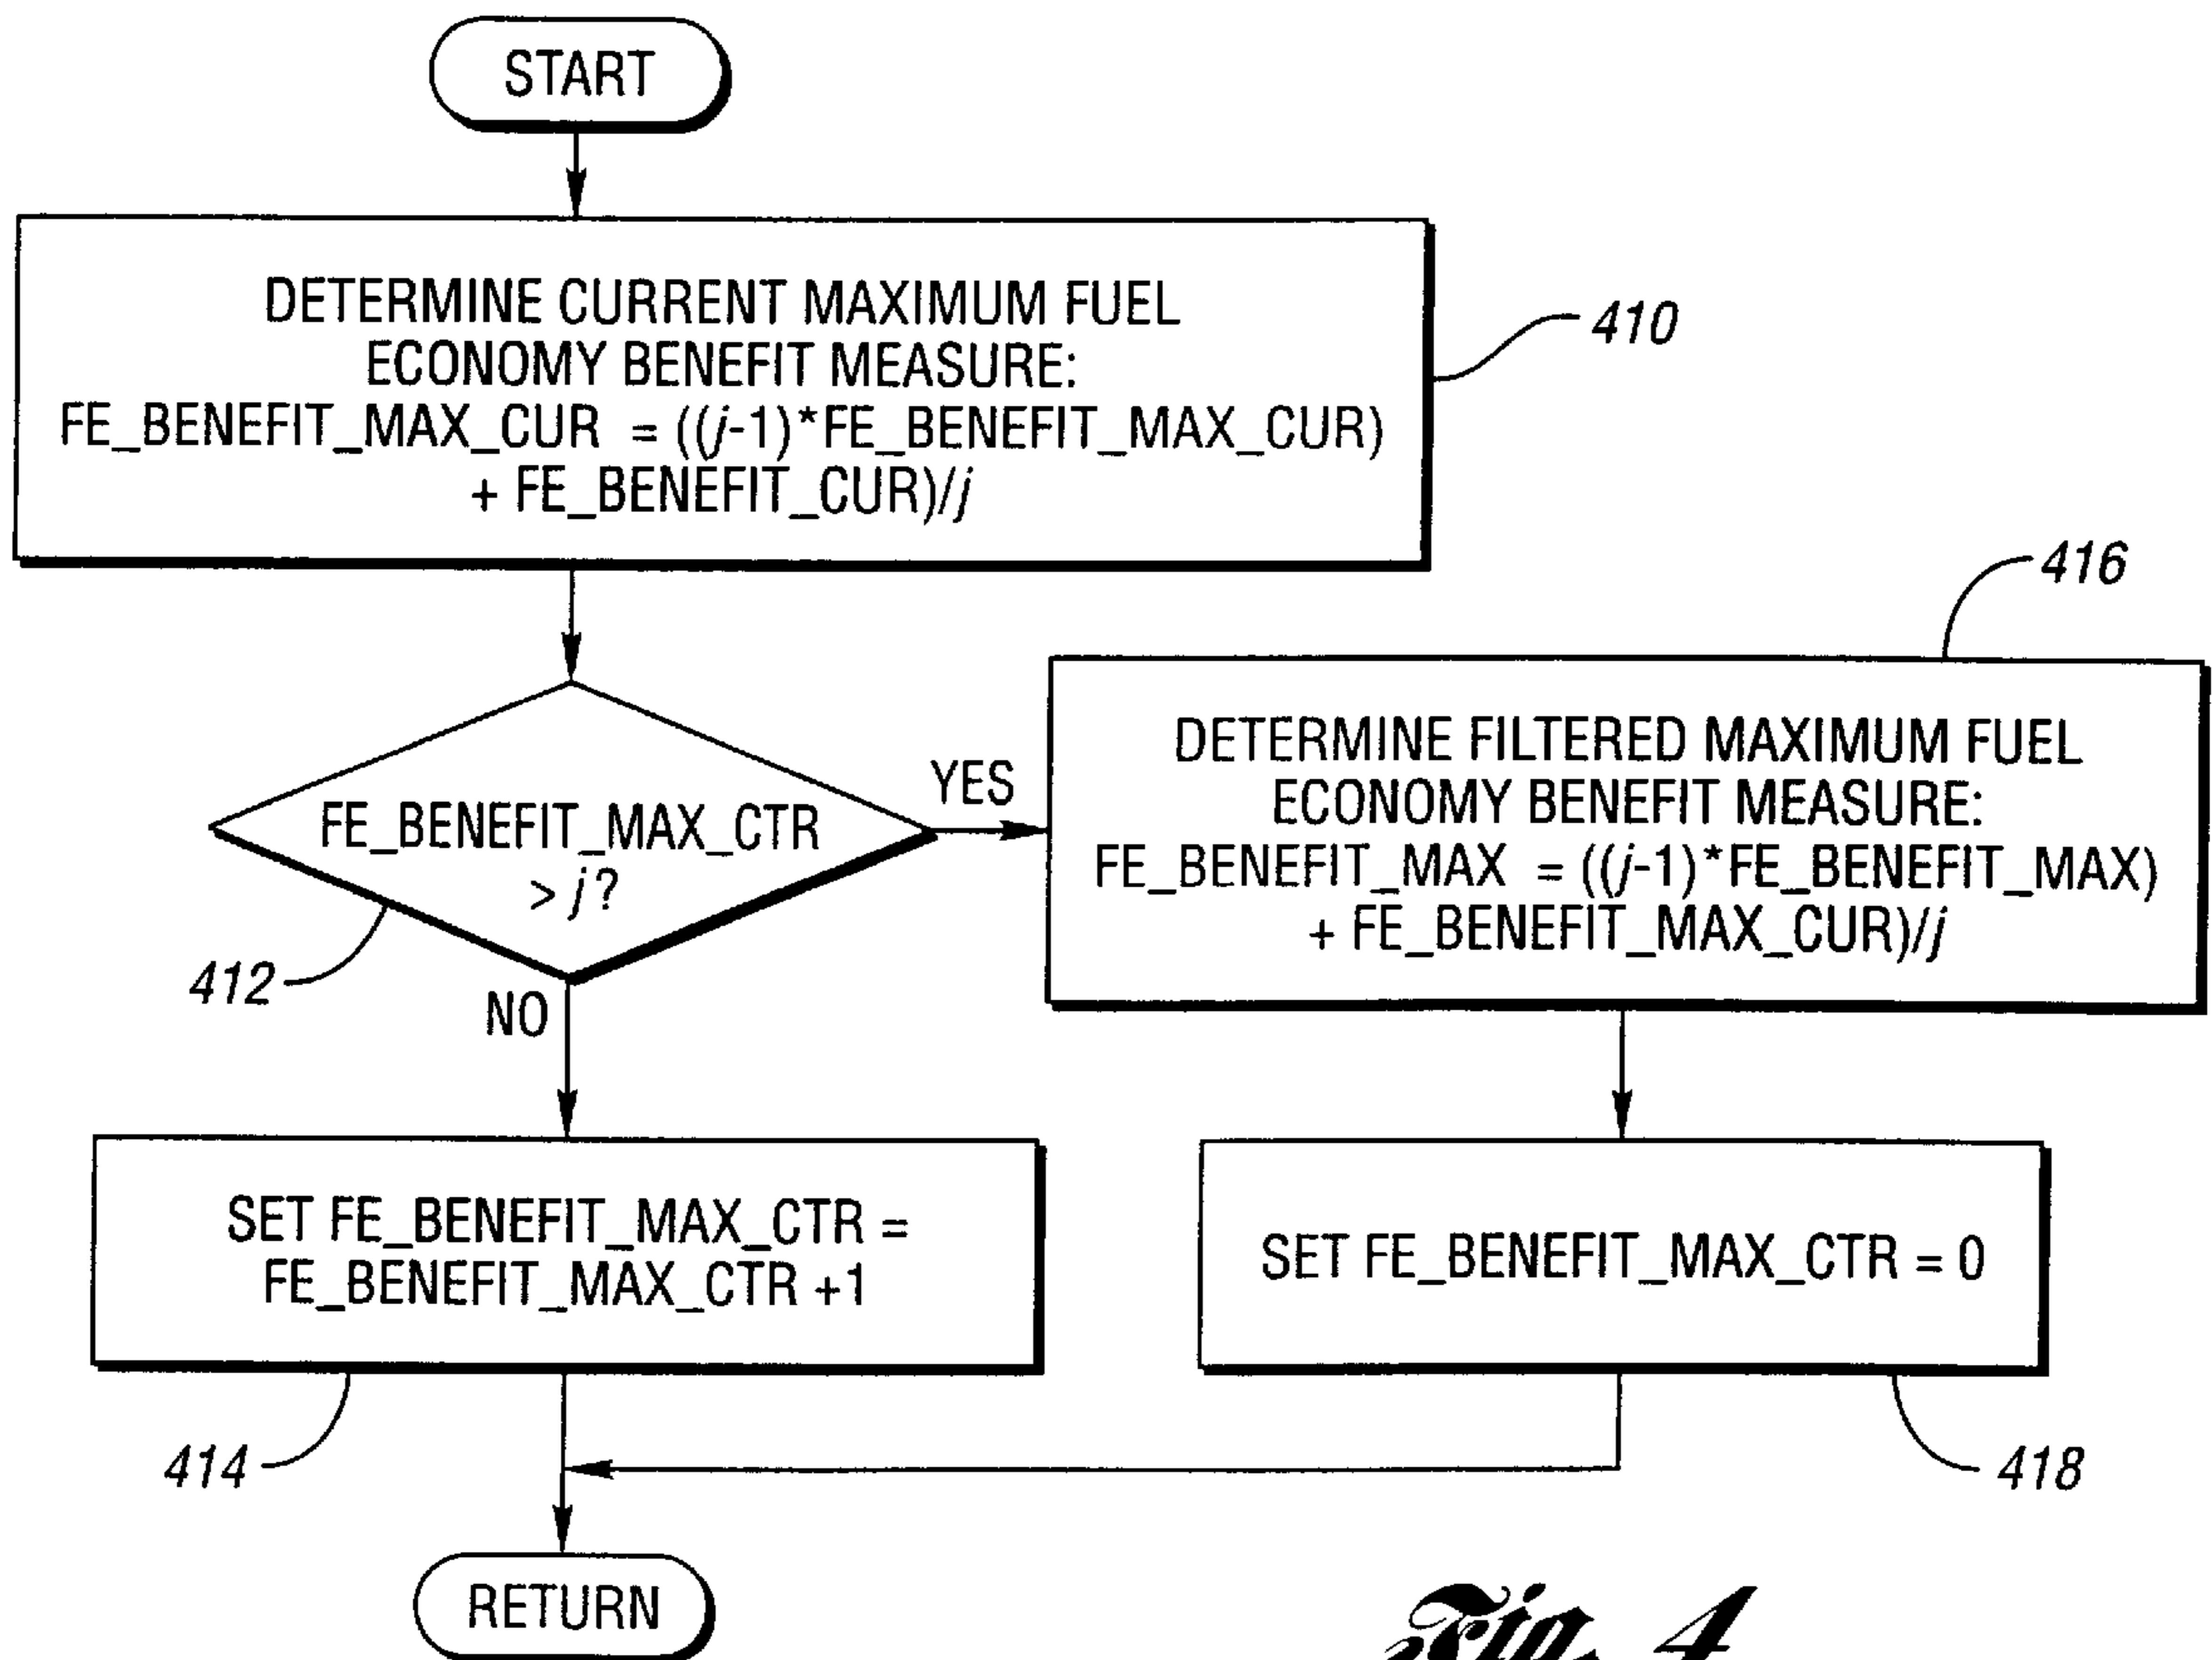 START
DETERMINE CURRENT MAXIMUM FUEL
ECONOMY BENEFIT MEASURE:
FE_BENEFIT_MAX_CUR = ((j-1)*FE_BENEFIT_MAX_CUR)
+ FE_BENEFIT_CUR)/j
410
FE_BENEFIT_MAX_CTR
> j?
412
YES
NO
416
DETERMINE FILTERED MAXIMUM FUEL
ECONOMY BENEFIT MEASURE:
FE_BENEFIT_MAX = ((j-1)*FE_BENEFIT_MAX)
+ FE_BENEFIT_MAX_CUR)/j
SET FE_BENEFIT_MAX_CTR =
FE_BENEFIT_MAX_CTR +1
414
SET FE_BENEFIT_MAX_CTR = 0
418
RETURN
Fig. 4